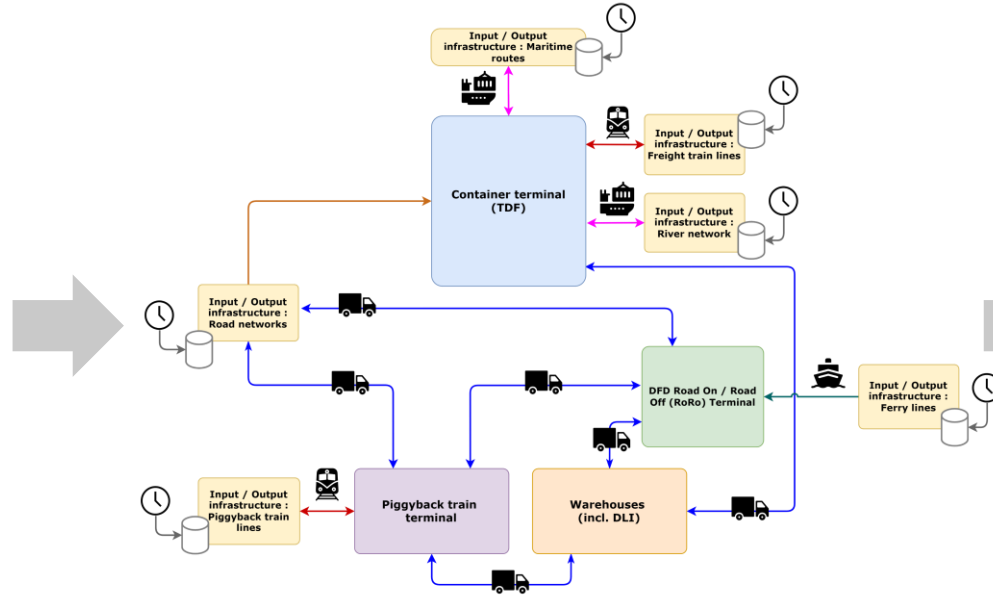 Input / Output
infrastructure : Maritime
routes
Input / Output
infrastructure :
Freight train lines
Container terminal
(TDF)
Input / Output
infrastructure :
River network
Input / Output
infrastructure :
Road networks
DFD Road On / Road
Off (RoRo) Terminal
Input / Output
infrastructure :
Ferry lines
Input / Output
infrastructure :
Piggyback train
lines
Piggyback train
terminal
Warehouses
(incl. DLI)